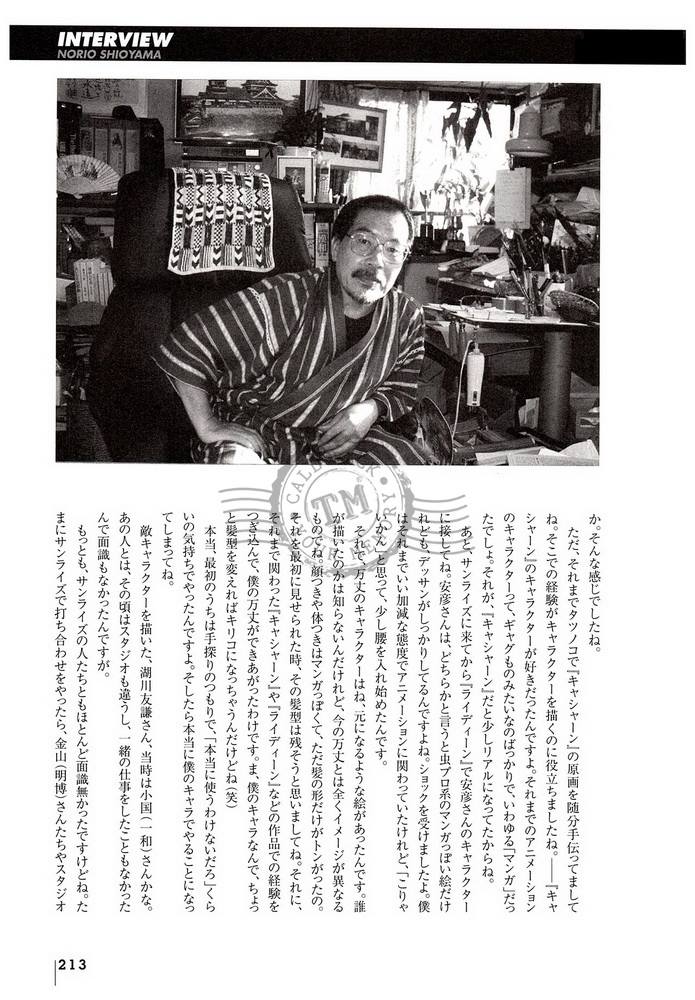 INTERVIEW
NORIO SHIOYAMA
か。そんな感じでしたね。
ただ、それまでタツノコで『キャシャーン』の原画を随分手伝ってまして
ね。そこでの経験がキャラクターを描くのに役立ちましたね。――『キャ
シャーン』のキャラクターが好きだったんですよ。それまでのアニメーション
のキャラクターって、ギャグものみたいなのばっかりで、いわゆる「マンガ」だっ
たでしょ。それが、『キャシャーン』だと少しリアルになってたからね。
あと、サンライズに来てから『ライディーン』で安彦さんのキャラクター
に接してね。安彦さんは、どちらかと言うと虫プロ系のマンガっぽい絵だけ
れども、デッサンがしっかりしてるんですよね。ショックを受けましたよ。僕
はそれまでいい加減な態度でアニメーションに関わっていたけれど、「こりゃ
いかん」と思って、少し腰を入れ始めたんです。
それで、万丈のキャラクターはね、元になるような絵があったんです。誰
が描いたのかは知らないんだけれど、今の万丈とは全くイメージが異なる
ものでね。顔つきや体つきはマンガっぽくて、ただ髪の形だけがトンがったの。
それを最初に見せられた時、その髪型は残そうと思いましてね。それに、
それまで関わった『キャシャーン』や『ライディーン』などの作品での経験を
つぎ込んで、僕の万丈ができあがったわけです。ま、僕のキャラなんで、ちょっ
と髪型を変えればキリコになっちゃうんだけどね（笑）
本当、最初のうちは手探りのつもりで、「本当に使うわけないだろ」くら
いの気持ちでやったんですよ。そしたら本当に僕のキャラでやることになっ
てしまってね。
敵キャラクターを描いた、湖川友謙さん、当時は小国（一和）さんかな。
あの人とは、その頃はスタジオも違うし、一緒の仕事をしたこともなかった
んで面識もなかったんですが。
もっとも、サンライズの人たちともほとんど面識無かったですけどね。た
まにサンライズで打ち合わせをやったら、金山（明博）さんたちやスタジオ
TM
213